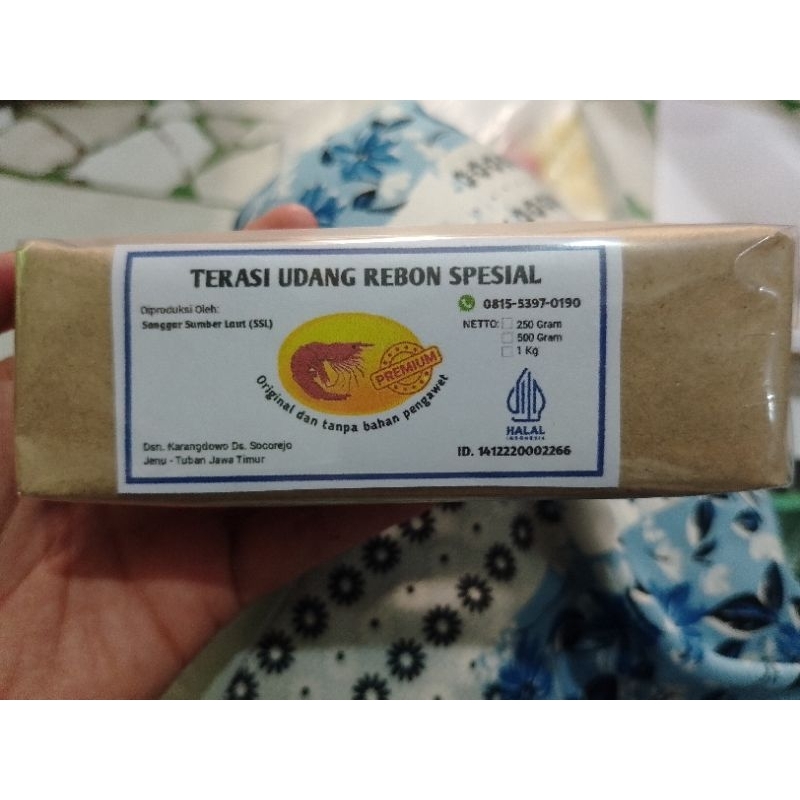 TERASI UDANG REBON SPESIAL
Diproduksi Oleh:
Sanggar Sumber Laut (SSL)
0815-5397-0190
NETTO: 250 Gram
500 Gram
1 Kg
PREMIUM
Original dan tanpa bahan pengawet
HALAL
INDONESIA
Dsn. Karangdowo Ds. Socorejo
Jenu - Tuban Jawa Timur
ID. 1412220002266